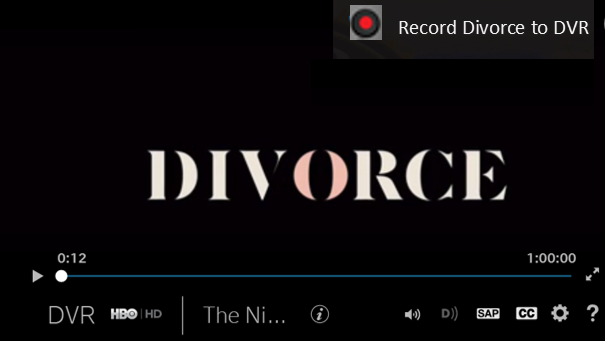 Record Divorce to DVR
DIVORCE
0:12 1:00:00
DVR HBO HD The Ni... i D)) SAP CC ?